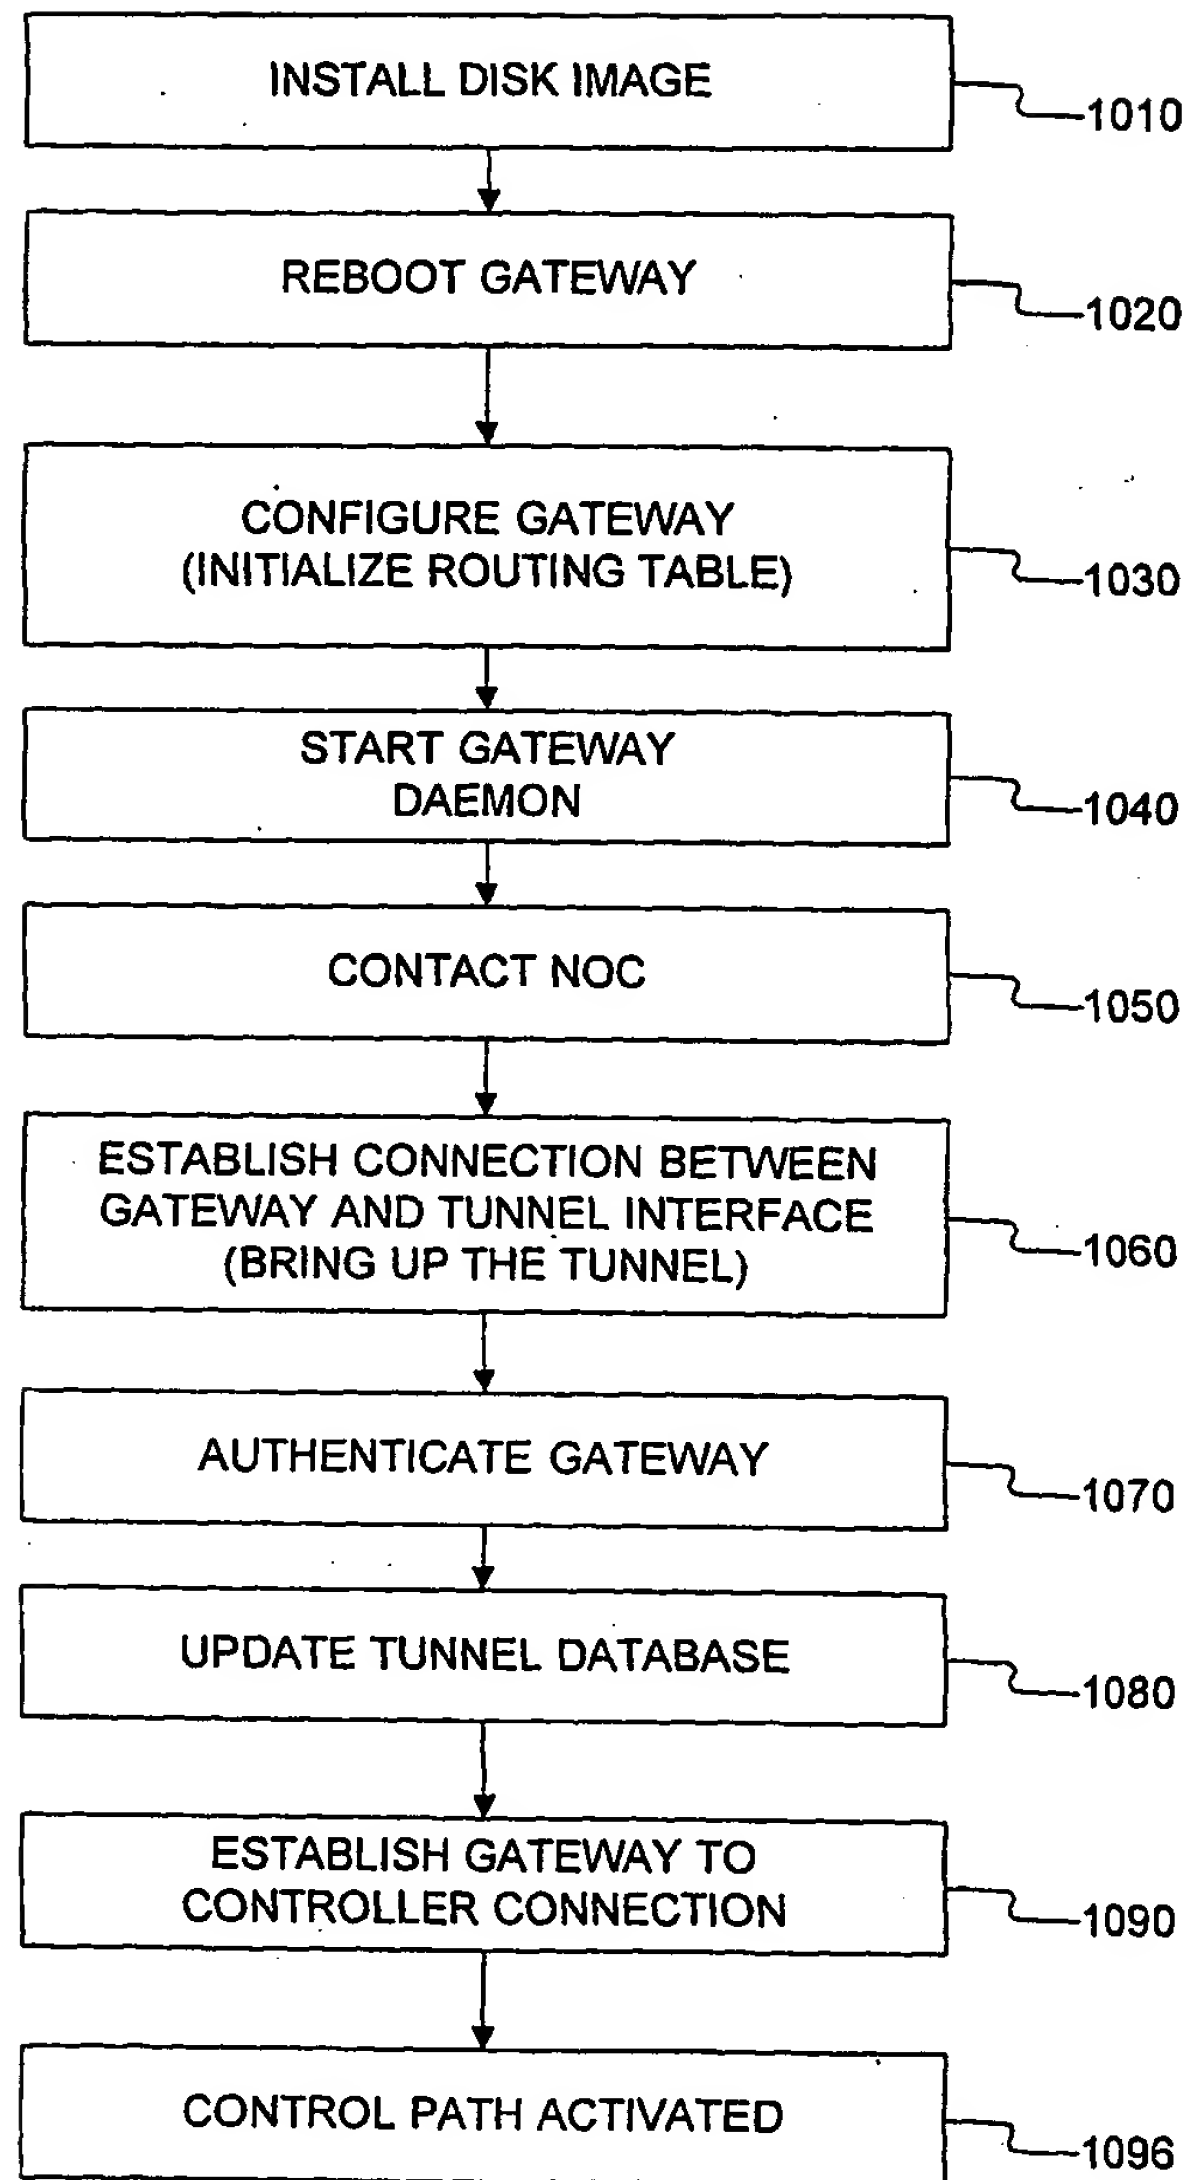 INSTALL DISK IMAGE
1010
REBOOT GATEWAY
1020
CONFIGURE GATEWAY
(INITIALIZE ROUTING TABLE)
1030
START GATEWAY
DAEMON
1040
CONTACT NOC
1050
ESTABLISH CONNECTION BETWEEN
GATEWAY AND TUNNEL INTERFACE
(BRING UP THE TUNNEL)
1060
AUTHENTICATE GATEWAY
1070
UPDATE TUNNEL DATABASE
1080
ESTABLISH GATEWAY TO
CONTROLLER CONNECTION
1090
CONTROL PATH ACTIVATED
1096